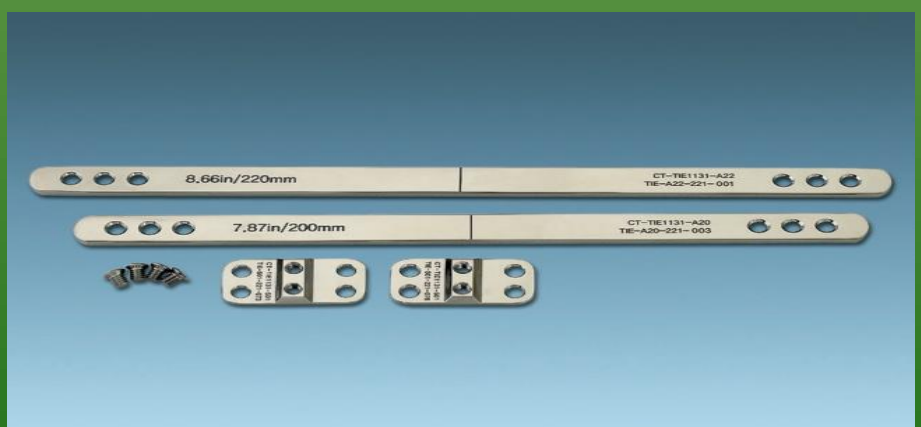 8.66in/220mm
CT-TIE1131-A22
TIE-A22-221-001
7.87in/200mm
CT-TIE1131-A20
TIE-A20-221-003